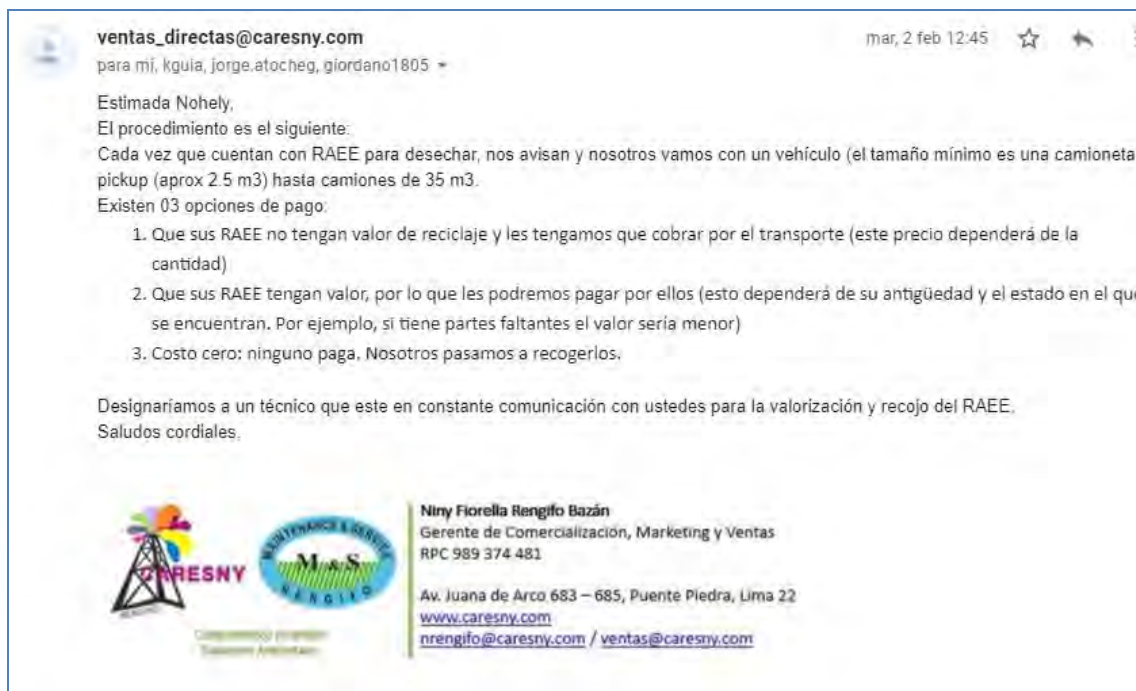 ventas_directas@caresny.com
mar, 2 feb 12:45
para mí, kguia, jorge.atocheg, giordano1805
Estimada Nohely,
El procedimiento es el siguiente:
Cada vez que cuentan con RAEE para desechar, nos avisan y nosotros vamos con un vehículo (el tamaño mínimo es una camioneta
pickup (aprox 2.5 m3) hasta camiones de 35 m3.
Existen 03 opciones de pago:
1. Que sus RAEE no tengan valor de reciclaje y les tengamos que cobrar por el transporte (este precio dependerá de la
cantidad)
2. Que sus RAEE tengan valor, por lo que les podremos pagar por ellos (esto dependerá de su antigüedad y el estado en el que
se encuentran. Por ejemplo, si tiene partes faltantes el valor sería menor)
3. Costo cero: ninguno paga. Nosotros pasamos a recogerlos.
Designaríamos a un técnico que este en constante comunicación con ustedes para la valorización y recojo del RAEE.
Saludos cordiales.
CARESNY
MAINTENANCE & SERVICE
M & S
RENGIFO
Niny Fiorella Rengifo Bazán
Gerente de Comercialización, Marketing y Ventas
RPC 989 374 481
Av. Juana de Arco 683 – 685, Puente Piedra, Lima 22
www.caresny.com
nrengifo@caresny.com / ventas@caresny.com